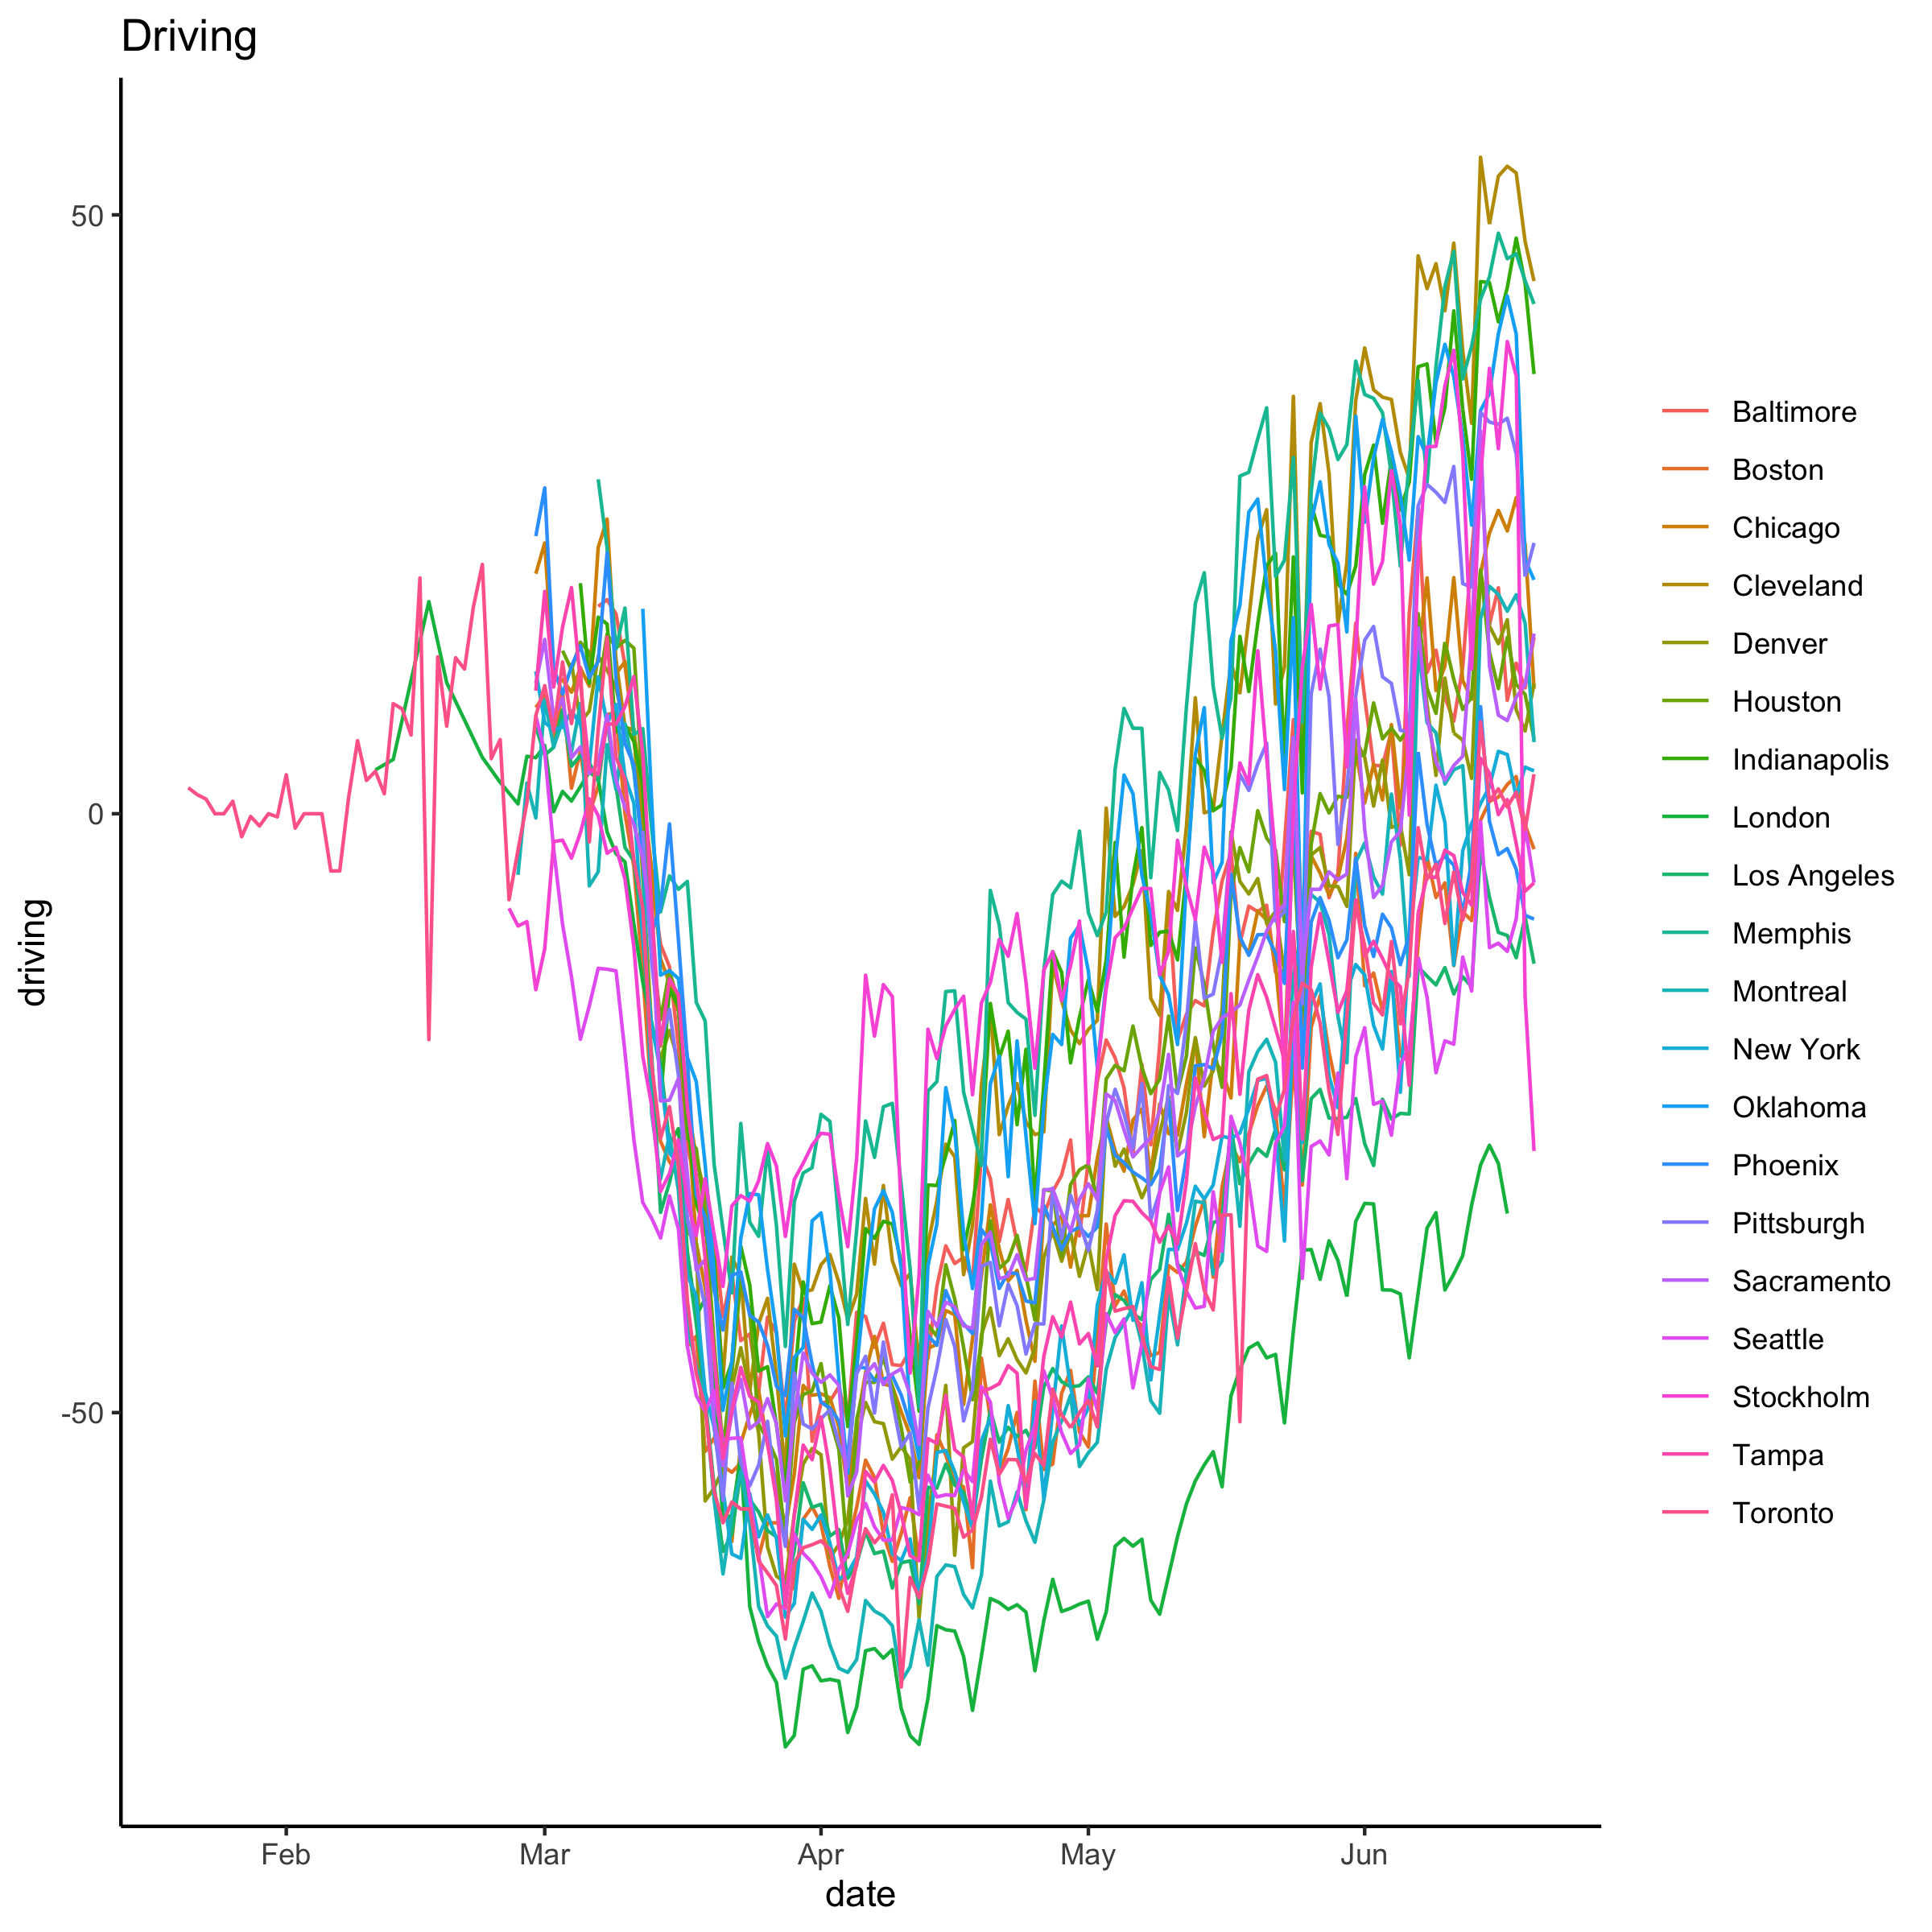 Driving
50
0
-50
driving
Feb
Mar
Apr
May
Jun
date
Baltimore
Boston
Chicago
Cleveland
Denver
Houston
Indianapolis
London
Los Angeles
Memphis
Montreal
New York
Oklahoma
Phoenix
Pittsburgh
Sacramento
Seattle
Stockholm
Tampa
Toronto